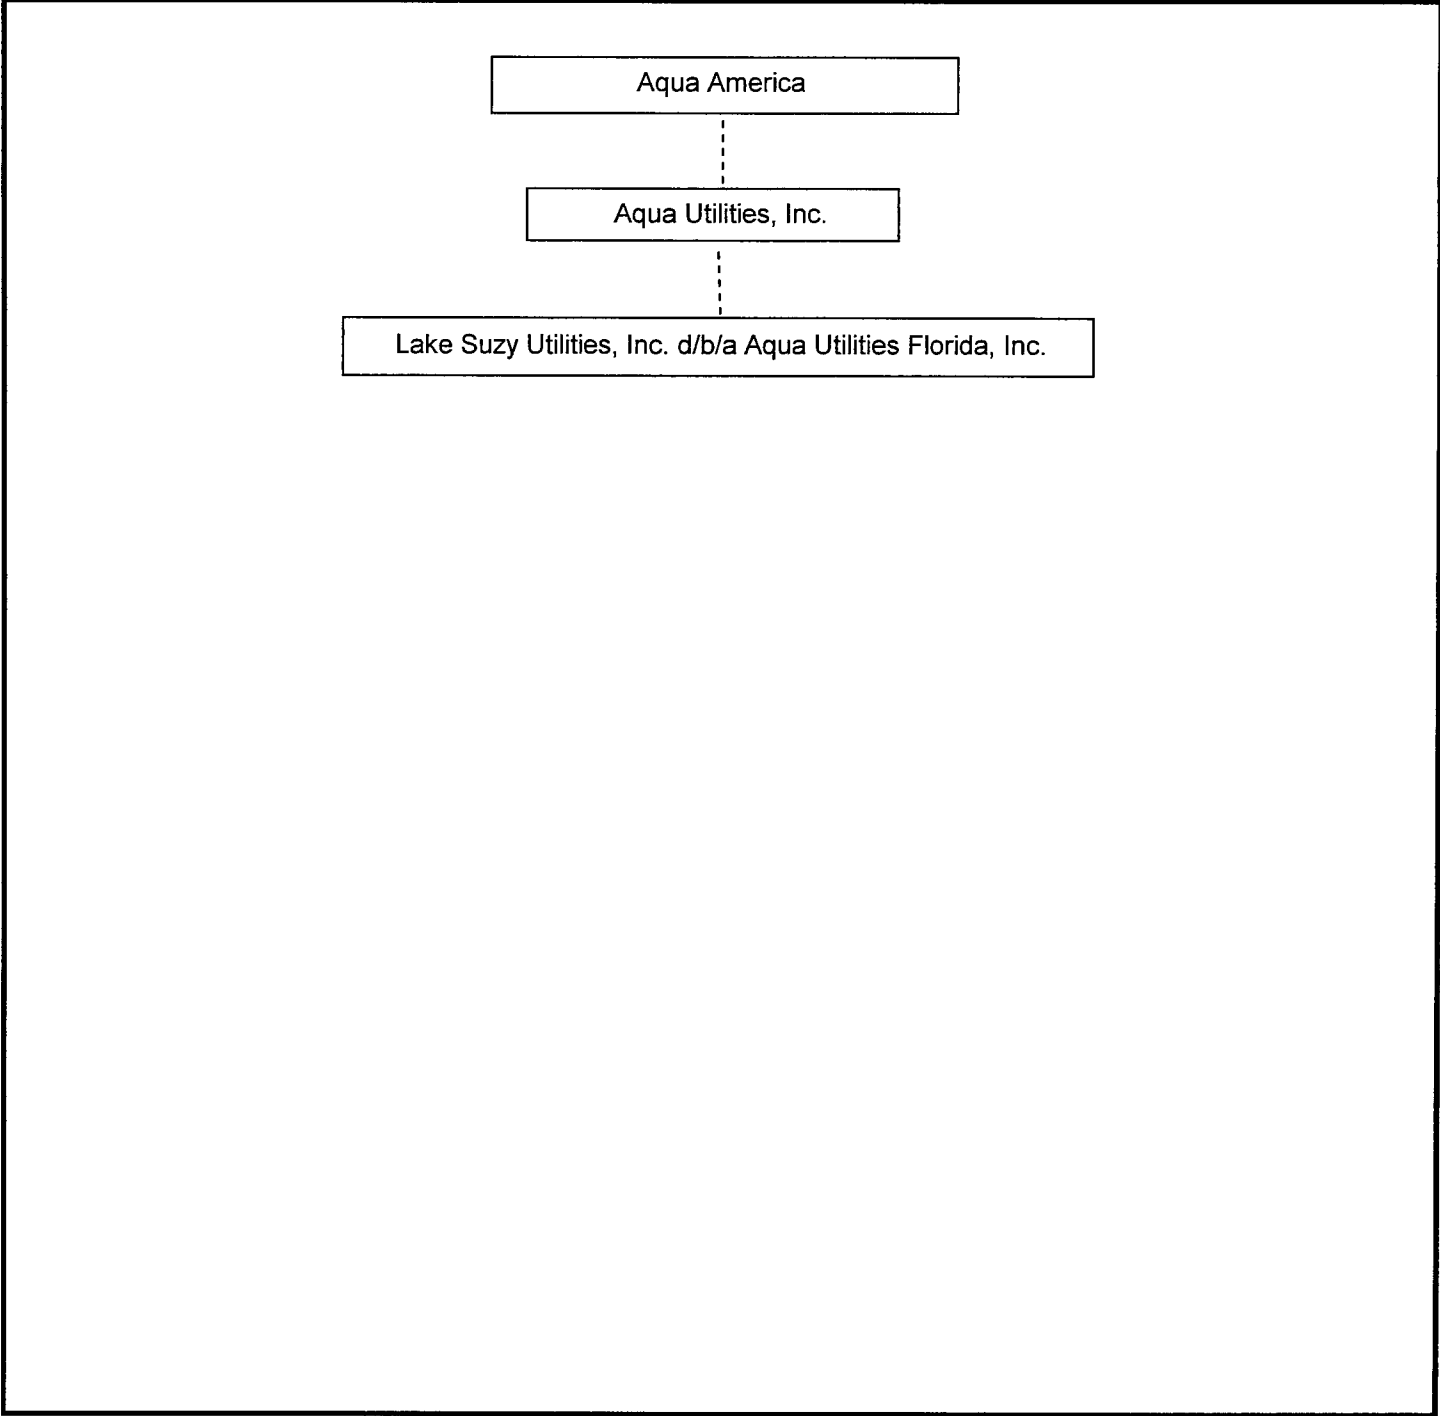 Aqua America
Aqua Utilities, Inc.
Lake Suzy Utilities, Inc. d/b/a Aqua Utilities Florida, Inc.